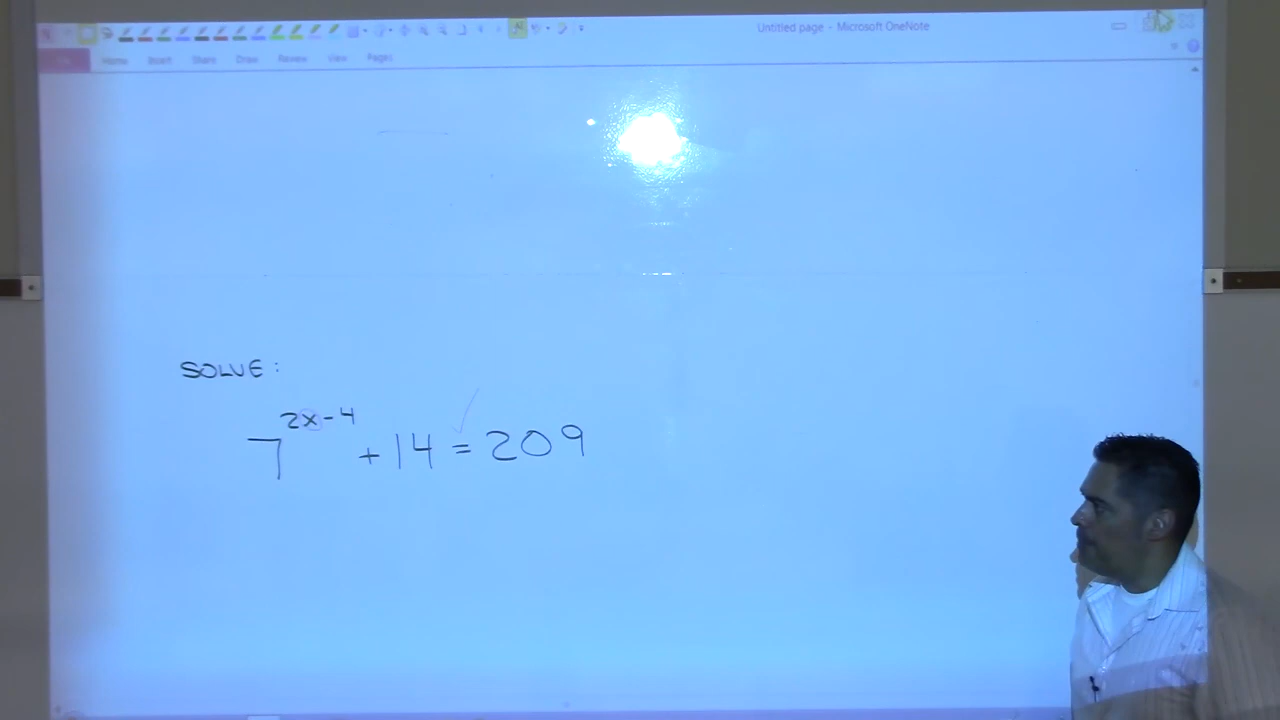 Untitled page - Microsoft OneNote
Home Insert Share Draw Review View Pages
SOLVE:
7^{2x-4} + 14 = 209